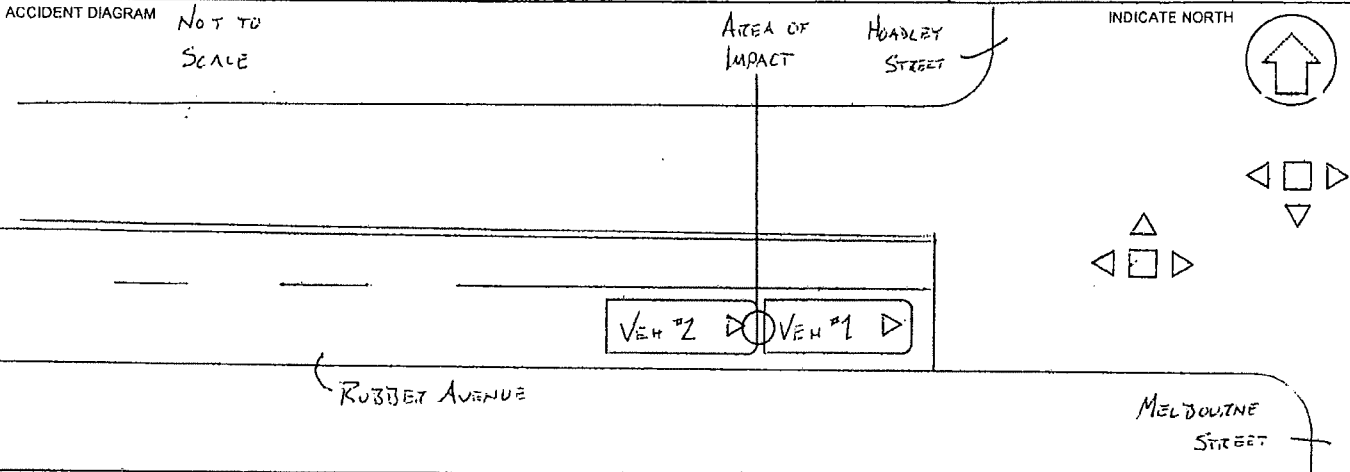 ACCIDENT DIAGRAM
NOT TO
SCALE
AREA OF
IMPACT
HOADLEY
STREET
INDICATE NORTH
VEH #2
VEH #1
RUBBER AVENUE
MELBOURNE
STREET